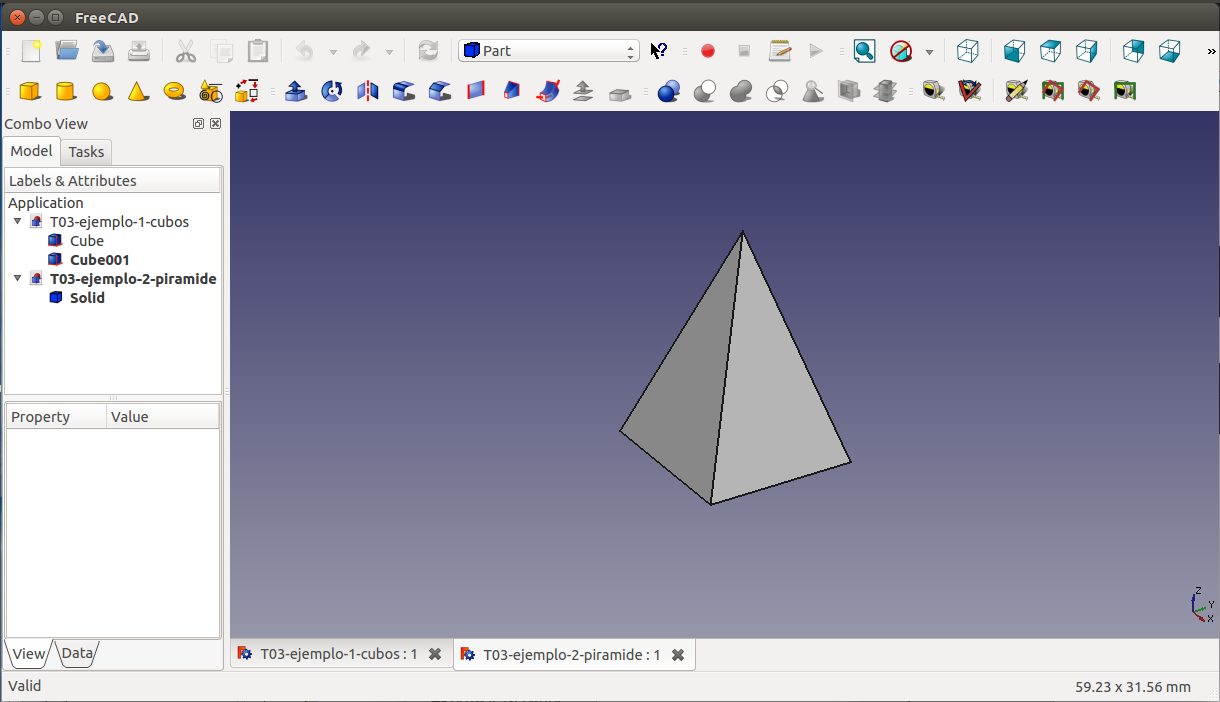 FreeCAD
Part
»
Combo View
Model Tasks
Labels & Attributes
Application
T03-ejemplo-1-cubos
Cube
Cube001
T03-ejemplo-2-piramide
Solid
Property Value
Z
Y
X
View Data
T03-ejemplo-1-cubos : 1
T03-ejemplo-2-piramide : 1
Valid
59.23 x 31.56 mm